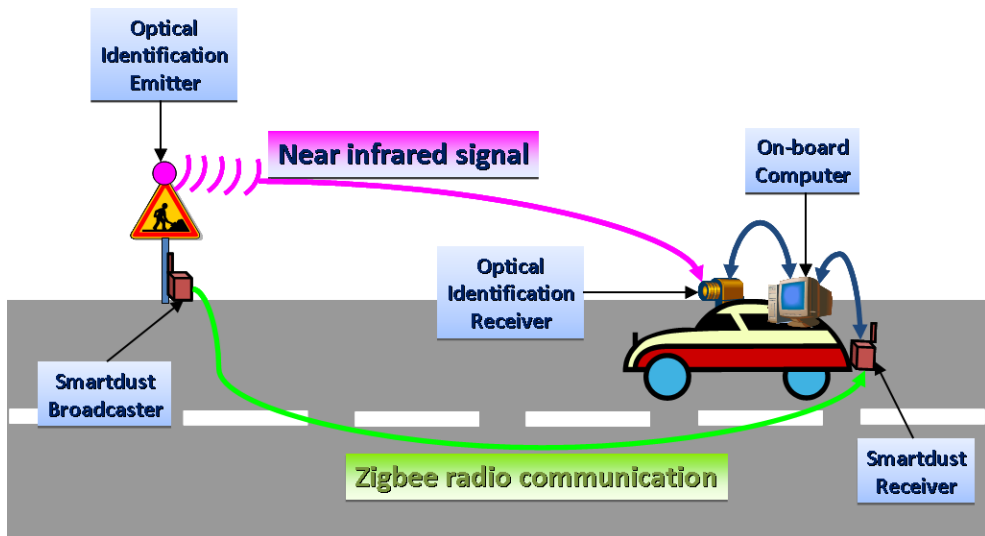 Optical
Identification
Emitter
Near infrared signal
On-board
Computer
Optical
Identification
Receiver
Smartdust
Broadcaster
Zigbee radio communication
Smartdust
Receiver